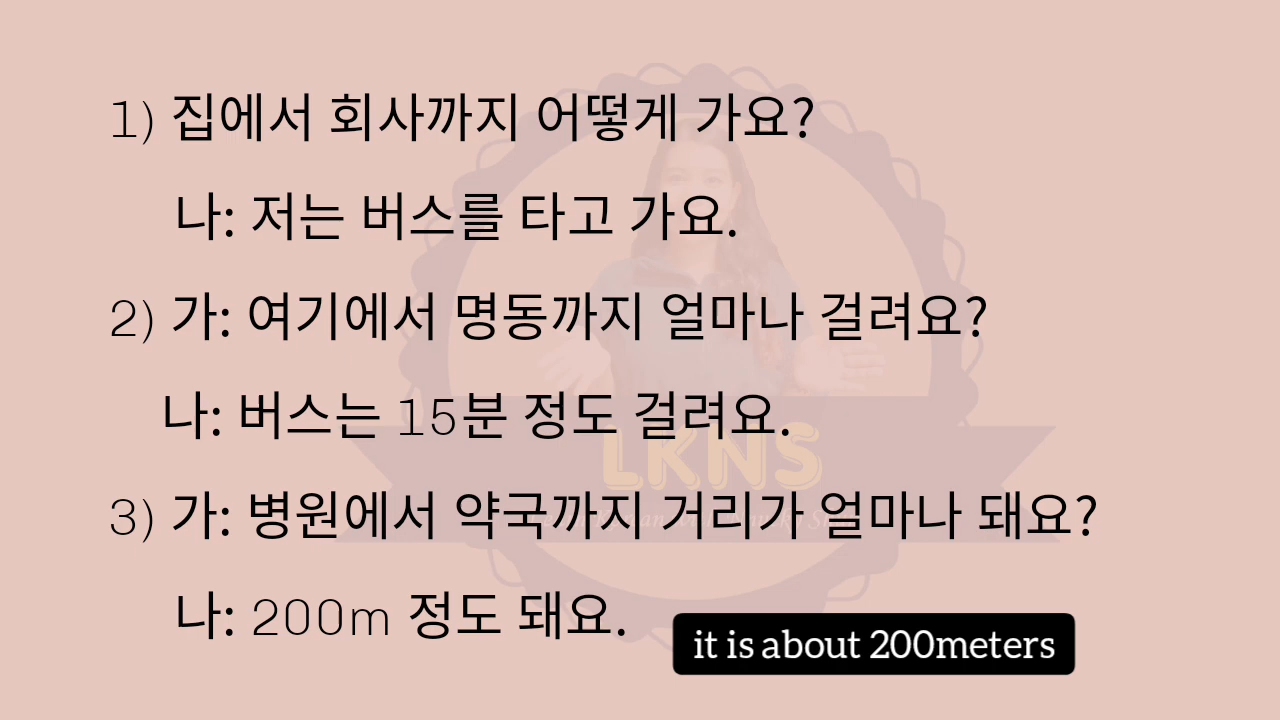 1) 집에서 회사까지 어떻게 가요?
나: 저는 버스를 타고 가요.
2) 가: 여기에서 명동까지 얼마나 걸려요?
나: 버스는 15분 정도 걸려요.
LKNS
3) 가: 병원에서 약국까지 거리가 얼마나 돼요?
나: 200m 정도 돼요.
it is about 200meters